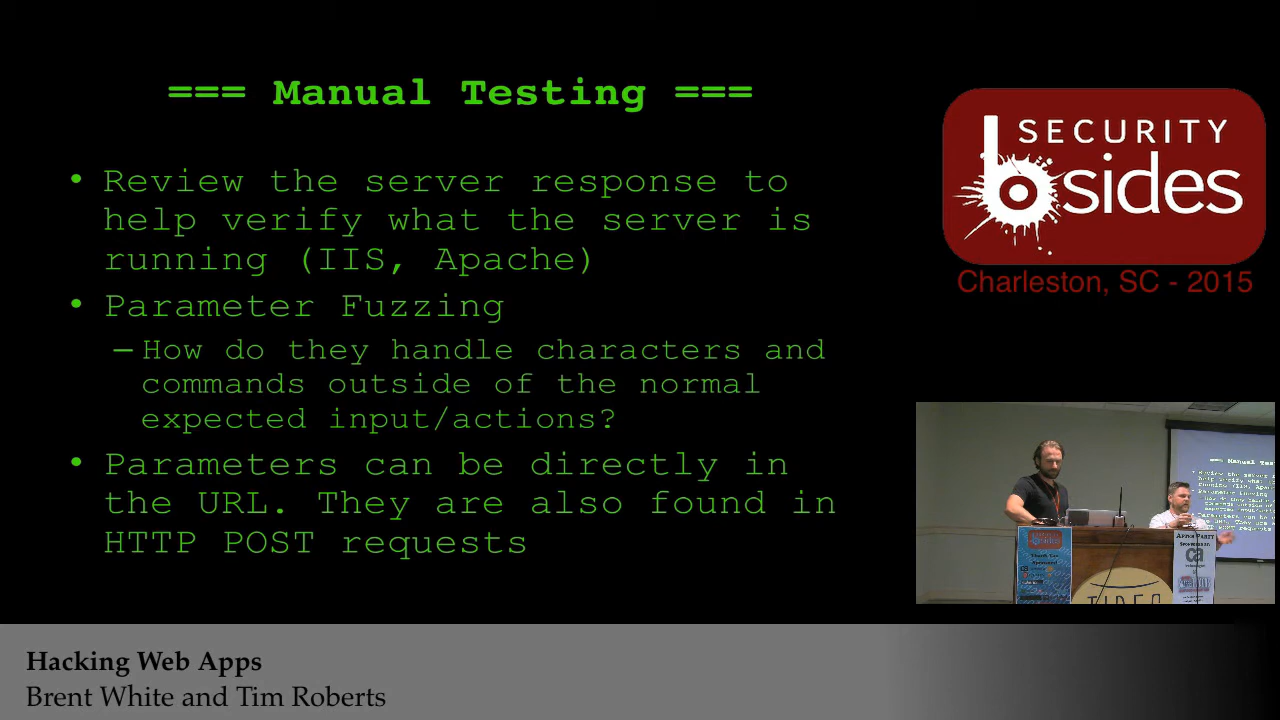 === Manual Testing ===
• Review the server response to
help verify what the server is
running (IIS, Apache)
• Parameter Fuzzing
– How do they handle characters and
commands outside of the normal
expected input/actions?
• Parameters can be directly in
the URL. They are also found in
HTTP POST requests
SECURITY
bsides
Charleston, SC - 2015
Hacking Web Apps
Brent White and Tim Roberts